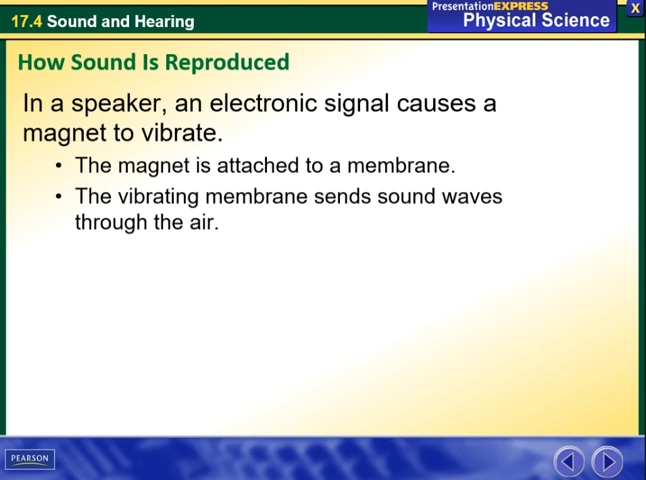 PresentationEXPRESS
17.4 Sound and Hearing
Physical Science
X
How Sound Is Reproduced
In a speaker, an electronic signal causes a
magnet to vibrate.
• The magnet is attached to a membrane.
• The vibrating membrane sends sound waves
through the air.
PEARSON